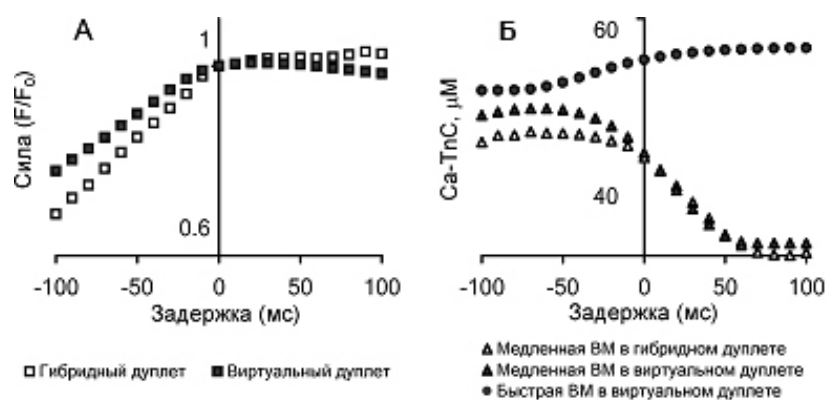 А
Б
1
60
Сила (F/F₀)
Ca-TnC, μM
0.6
40
-100 -50 0 50 100
-100 -50 0 50 100
Задержка (мс)
Задержка (мс)
Гибридный дуплет
Виртуальный дуплет
Медленная ВМ в гибридном дуплете
Медленная ВМ в виртуальном дуплете
Быстрая ВМ в виртуальном дуплете